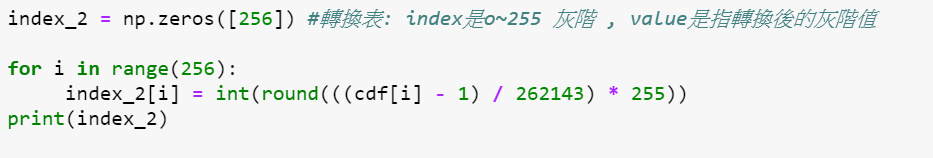 index_2 = np.zeros([256]) #轉換表: index是o~255 灰階 , value是指轉換後的灰階值
for i in range(256):
index_2[i] = int(round(((cdf[i] - 1) / 262143) * 255))
print(index_2)